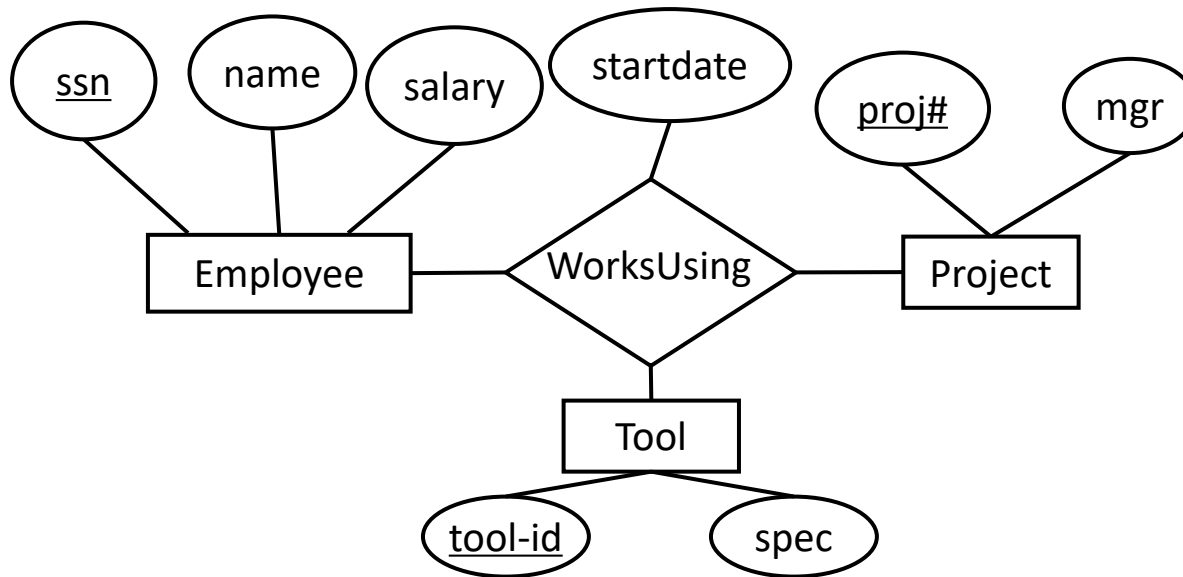 ssn
name
salary
startdate
proj#
mgr
Employee
WorksUsing
Project
Tool
tool-id
spec